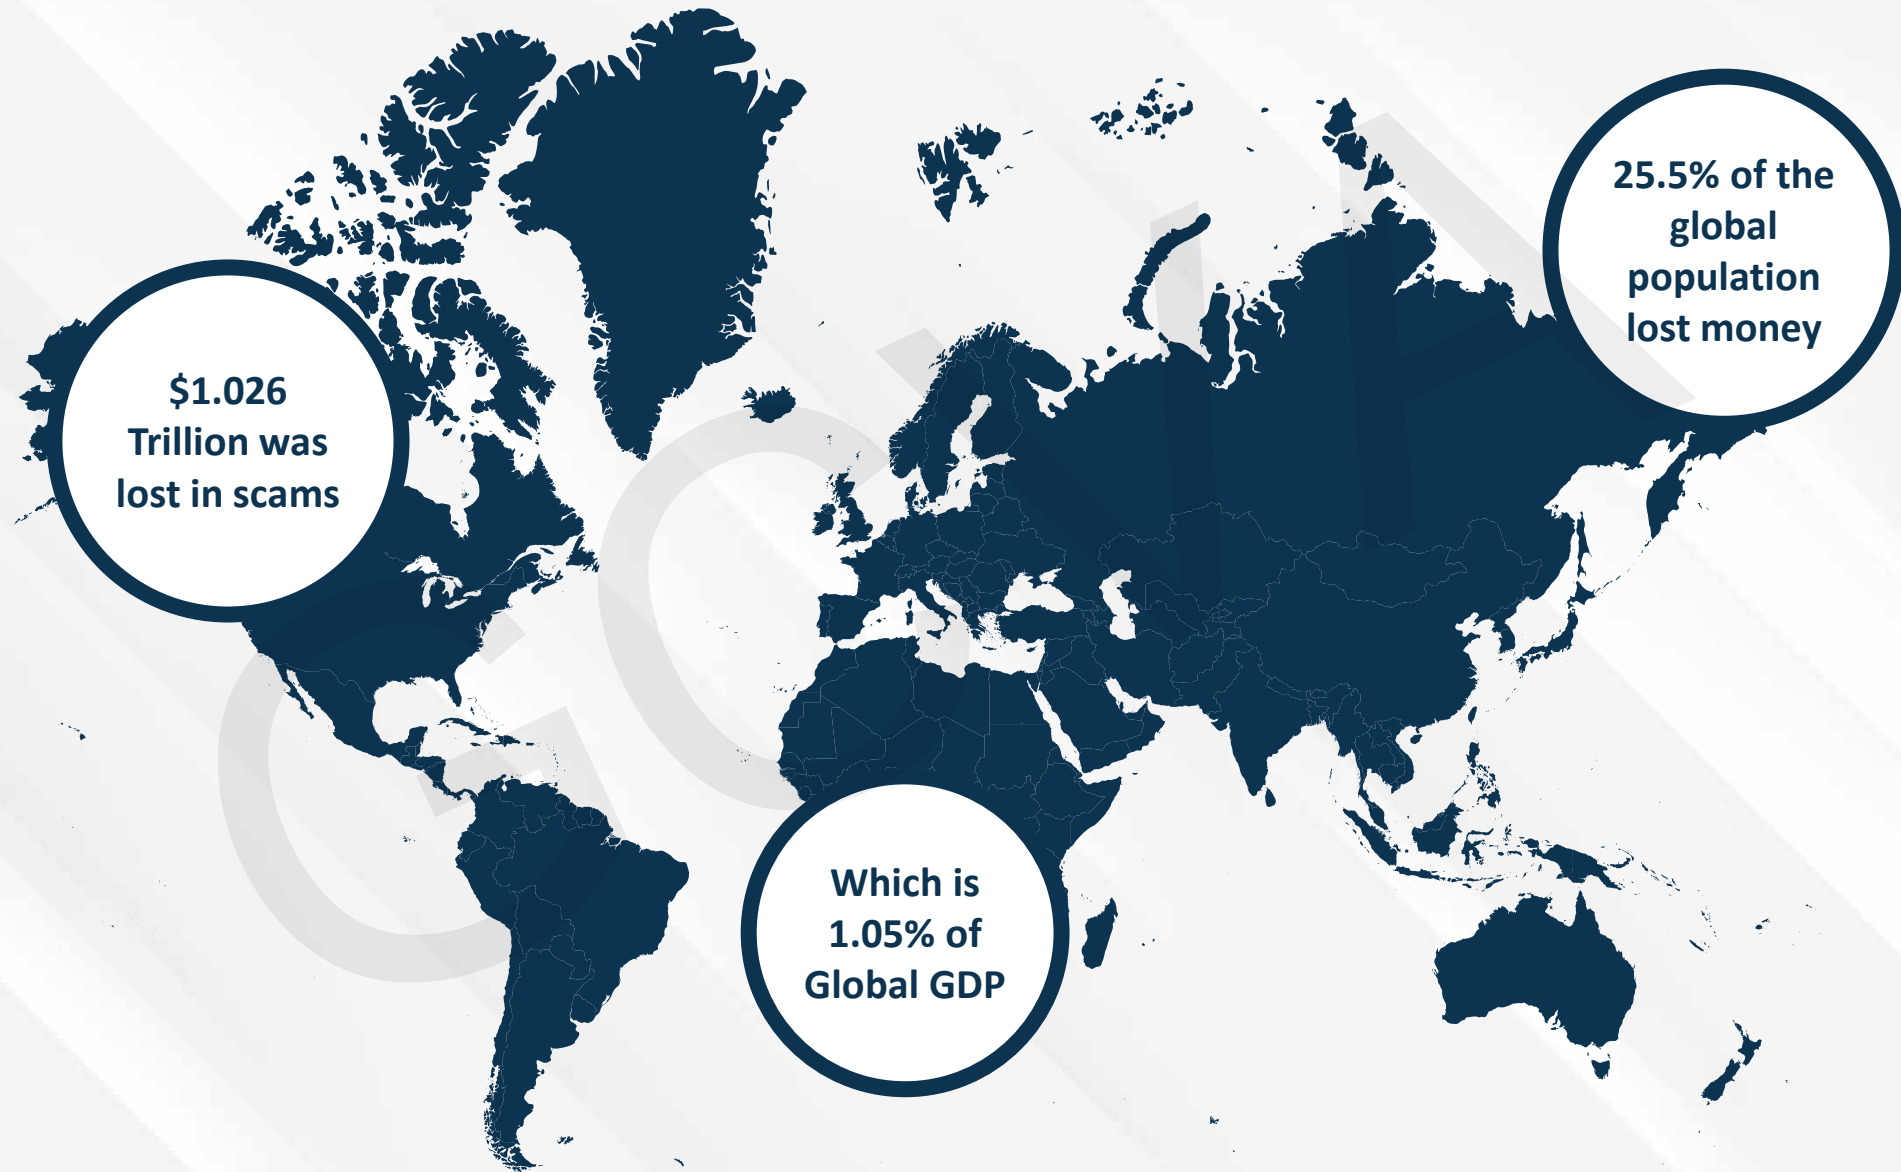 $1.026
Trillion was
lost in scams
25.5% of the
global
population
lost money
Which is
1.05% of
Global GDP